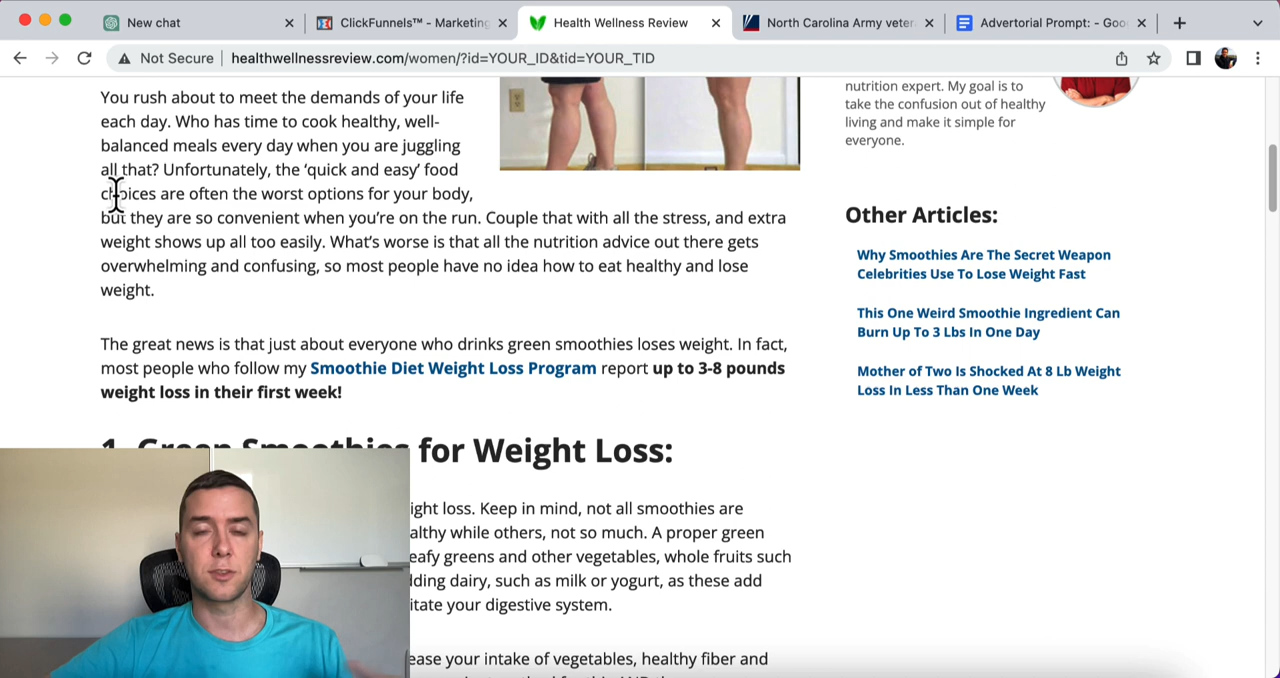 New chat
ClickFunnels™ - Marketing
Health Wellness Review
North Carolina Army veter
Advertorial Prompt: - Goo
Not Secure
healthwellnessreview.com/women/?id=YOUR_ID&tid=YOUR_TID
You rush about to meet the demands of your life
each day. Who has time to cook healthy, well-
balanced meals every day when you are juggling
all that? Unfortunately, the ‘quick and easy’ food
choices are often the worst options for your body,
but they are so convenient when you’re on the run. Couple that with all the stress, and extra
weight shows up all too easily. What’s worse is that all the nutrition advice out there gets
overwhelming and confusing, so most people have no idea how to eat healthy and lose
weight.
The great news is that just about everyone who drinks green smoothies loses weight. In fact,
most people who follow my Smoothie Diet Weight Loss Program report up to 3-8 pounds
weight loss in their first week!
1. Green Smoothies for Weight Loss:
ight loss. Keep in mind, not all smoothies are
althy while others, not so much. A proper green
eafy greens and other vegetables, whole fruits such
dding dairy, such as milk or yogurt, as these add
itate your digestive system.
ease your intake of vegetables, healthy fiber and
nutrition expert. My goal is to
take the confusion out of healthy
living and make it simple for
everyone.
Other Articles:
Why Smoothies Are The Secret Weapon
Celebrities Use To Lose Weight Fast
This One Weird Smoothie Ingredient Can
Burn Up To 3 Lbs In One Day
Mother of Two Is Shocked At 8 Lb Weight
Loss In Less Than One Week